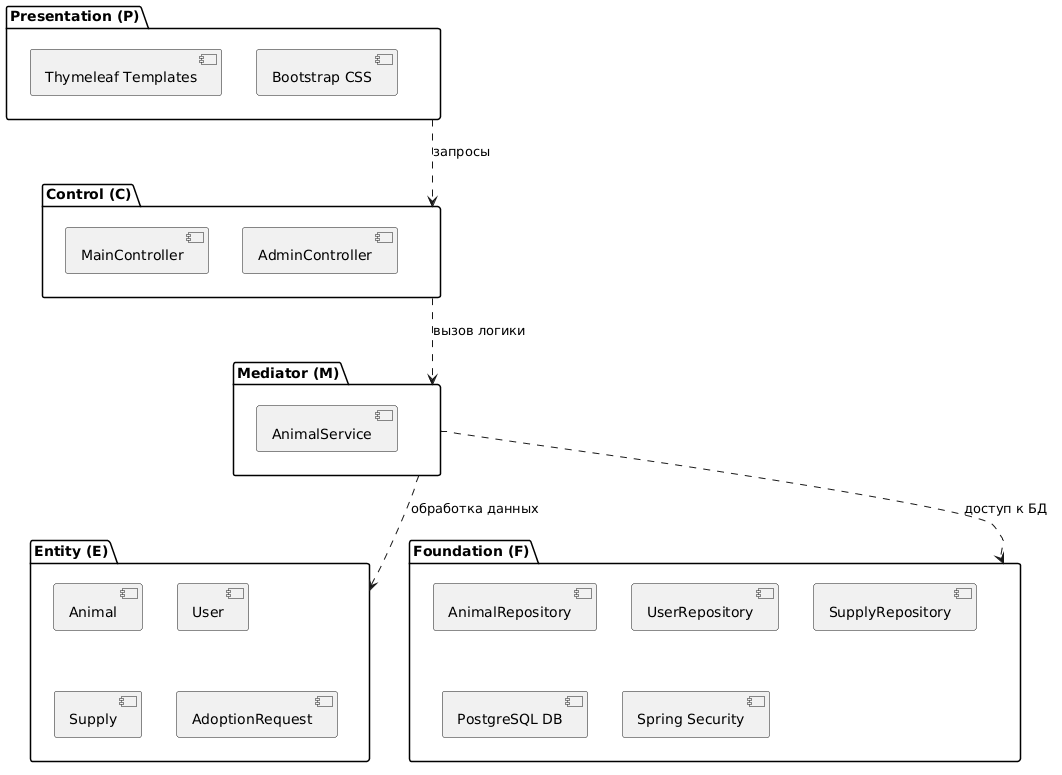 Presentation (P)
Thymeleaf Templates
Bootstrap CSS
запросы
Control (C)
MainController
AdminController
вызов логики
Mediator (M)
AnimalService
обработка данных
доступ к БД
Entity (E)
Animal
User
Supply
AdoptionRequest
Foundation (F)
AnimalRepository
UserRepository
SupplyRepository
PostgreSQL DB
Spring Security